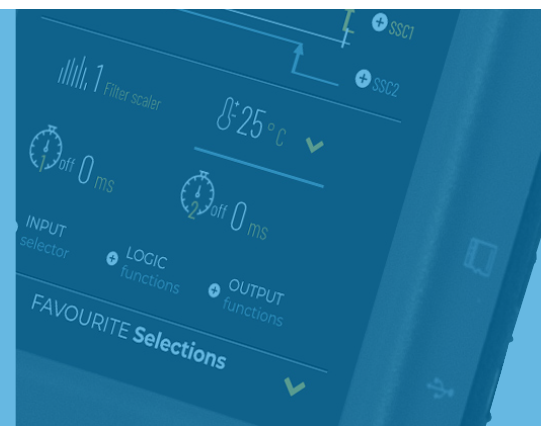 SSC1
SSC2
1 Filter scaler
25 °C
1 off 0 ms
2 off 0 ms
INPUT
selector
LOGIC
functions
OUTPUT
functions
FAVOURITE Selections